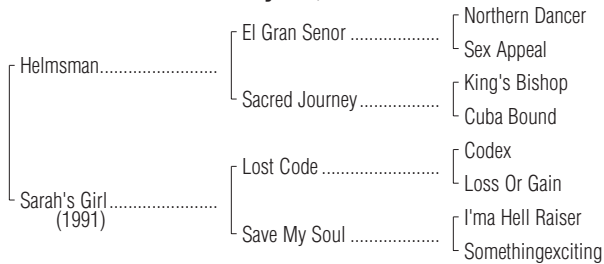 Northern Dancer
El Gran Senor ...................
Sex Appeal
Helmsman.........................
King's Bishop
Sacred Journey .................
Cuba Bound
Codex
Lost Code .........................
Loss Or Gain
Sarah's Girl.......................
(1991)
I'ma Hell Raiser
Save My Soul ...................
Somethingexciting